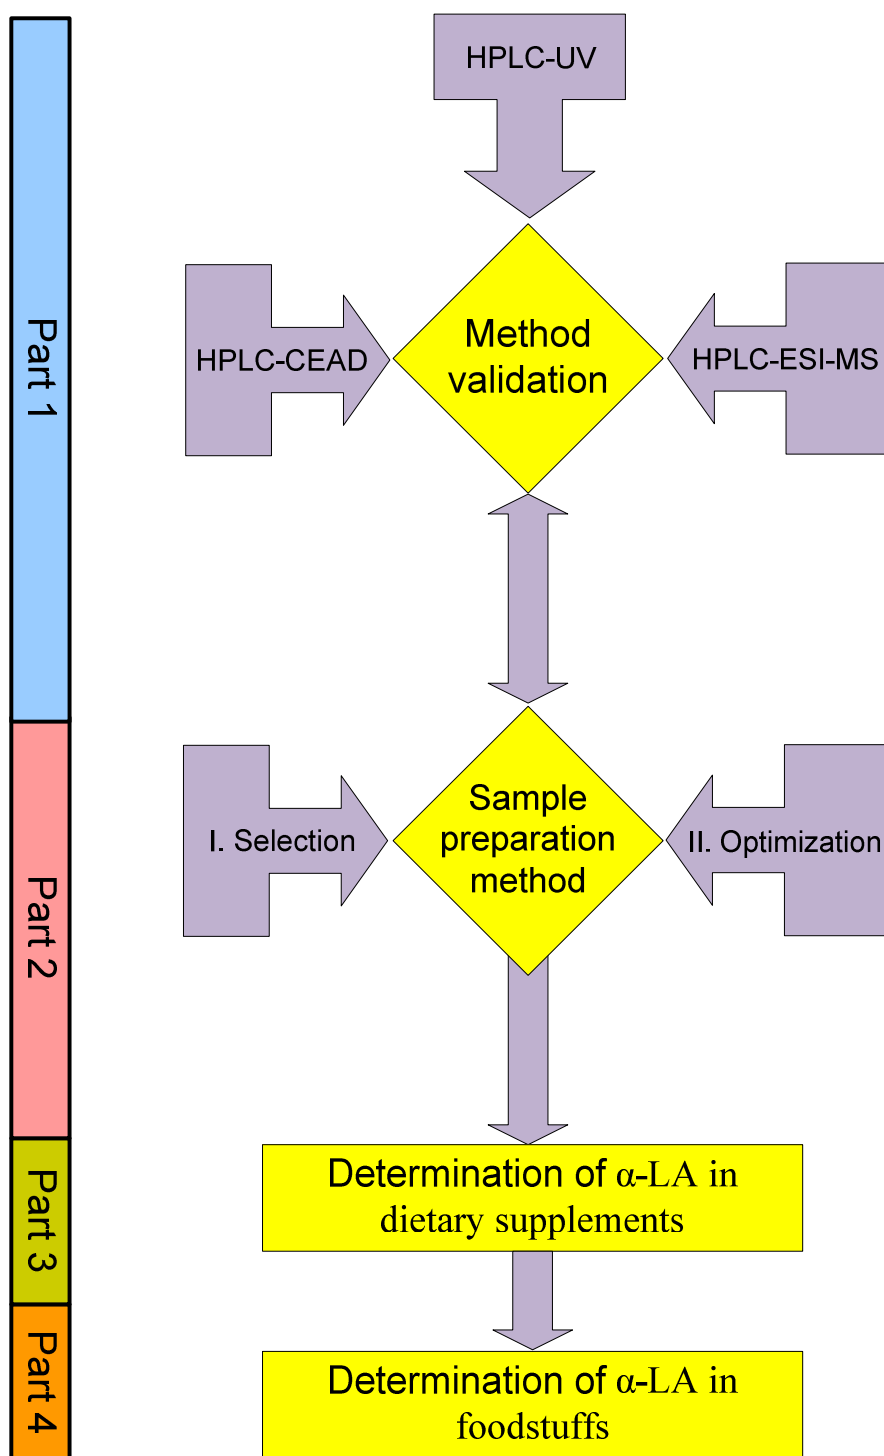 HPLC-UV
Part 1
Method
validation
HPLC-CEAD
HPLC-ESI-MS
Part 2
Sample
preparation
method
I. Selection
II. Optimization
Part 3
Determination of α-LA in
dietary supplements
Part 4
Determination of α-LA in
foodstuffs